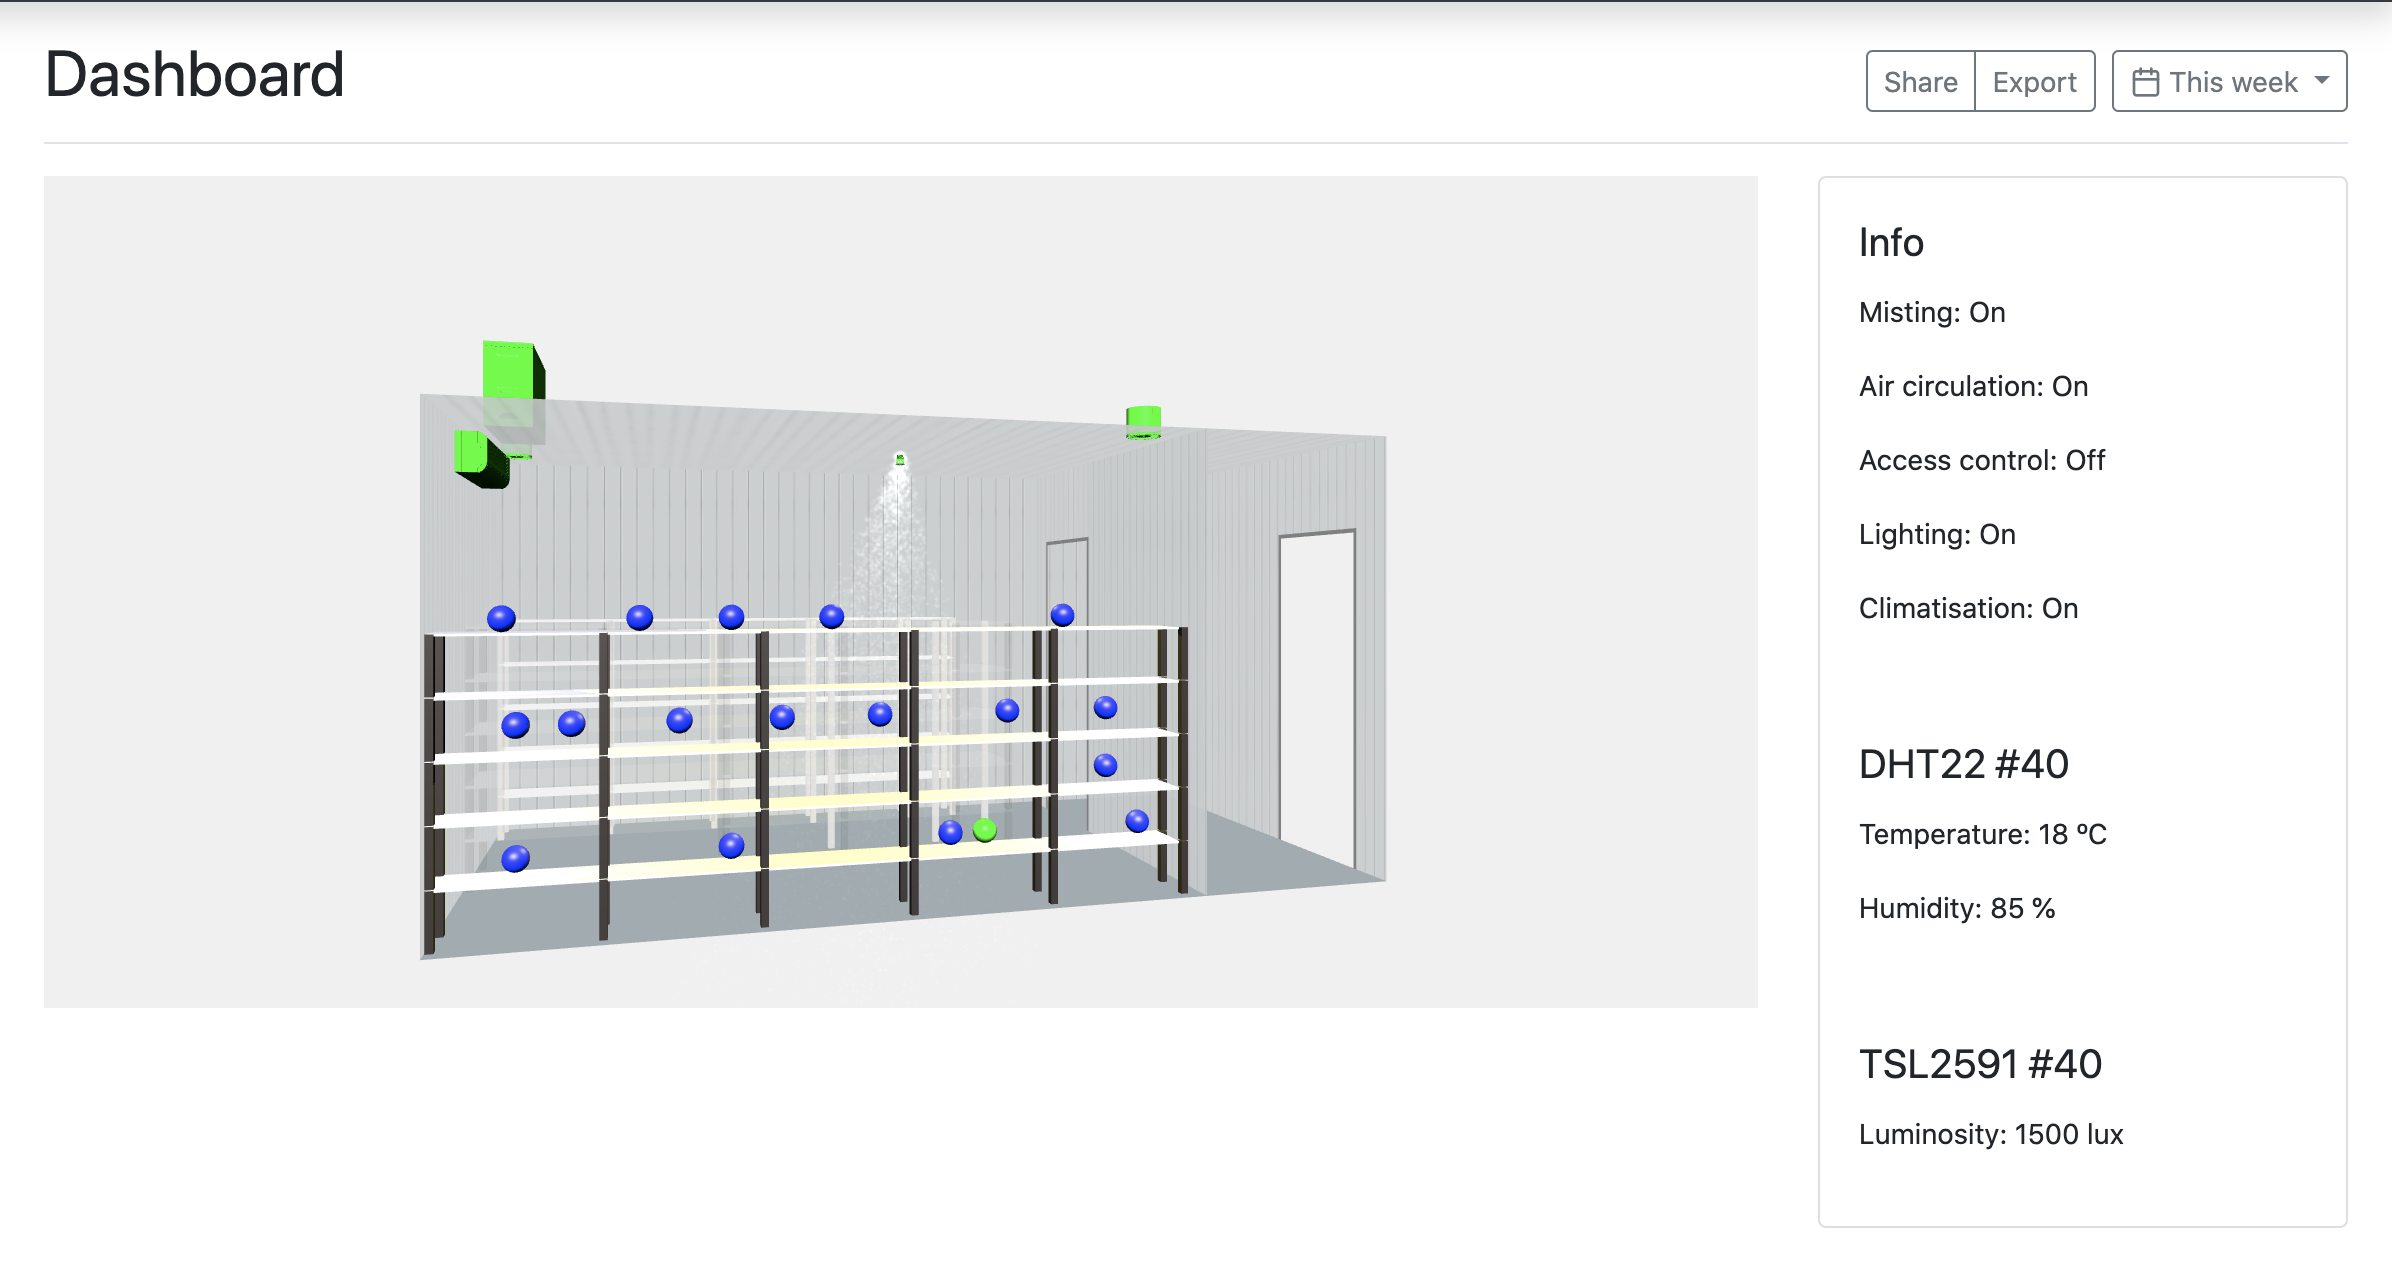 Dashboard
Share
Export
This week
Info
Misting: On
Air circulation: On
Access control: Off
Lighting: On
Climatisation: On
DHT22 #40
Temperature: 18 ºC
Humidity: 85 %
TSL2591 #40
Luminosity: 1500 lux